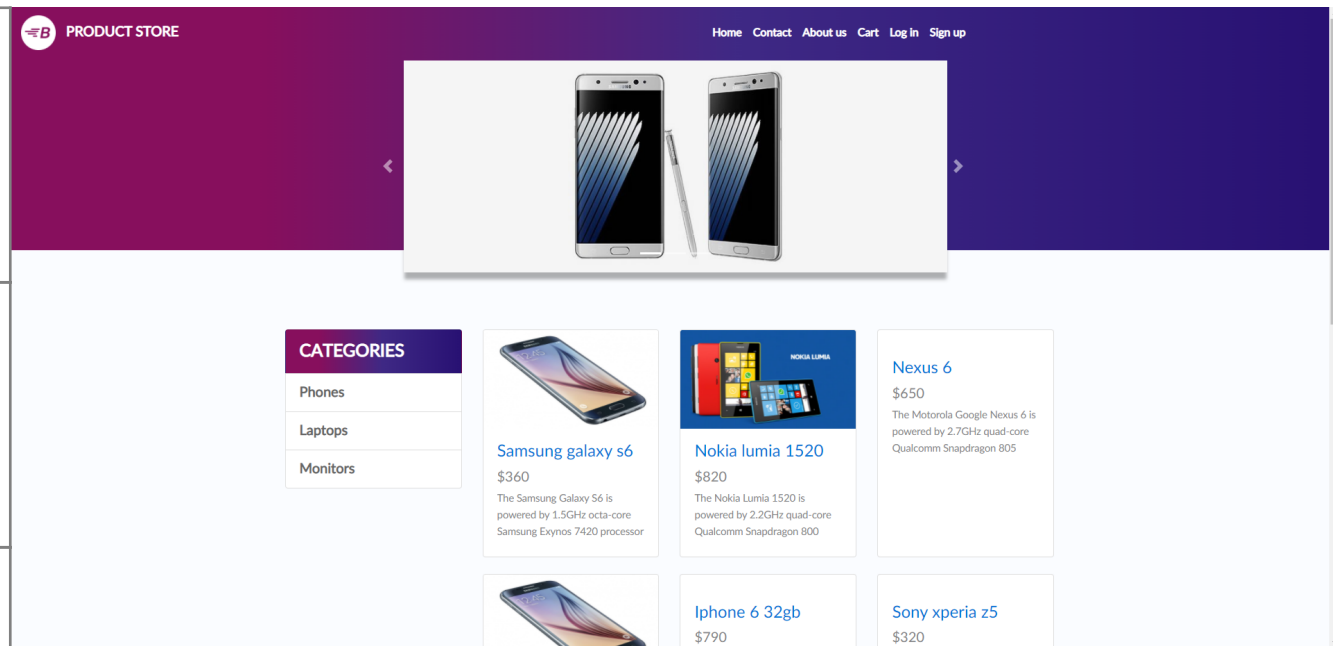 B PRODUCT STORE
Home Contact About us Cart Log in Sign up
CATEGORIES
Phones
Laptops
Monitors
Samsung galaxy s6
$360
The Samsung Galaxy S6 is
powered by 1.5GHz octa-core
Samsung Exynos 7420 processor
NOKIA LUMIA
Nokia lumia 1520
$820
The Nokia Lumia 1520 is
powered by 2.2GHz quad-core
Qualcomm Snapdragon 800
Nexus 6
$650
The Motorola Google Nexus 6 is
powered by 2.7GHz quad-core
Qualcomm Snapdragon 805
Iphone 6 32gb
$790
Sony xperia z5
$320